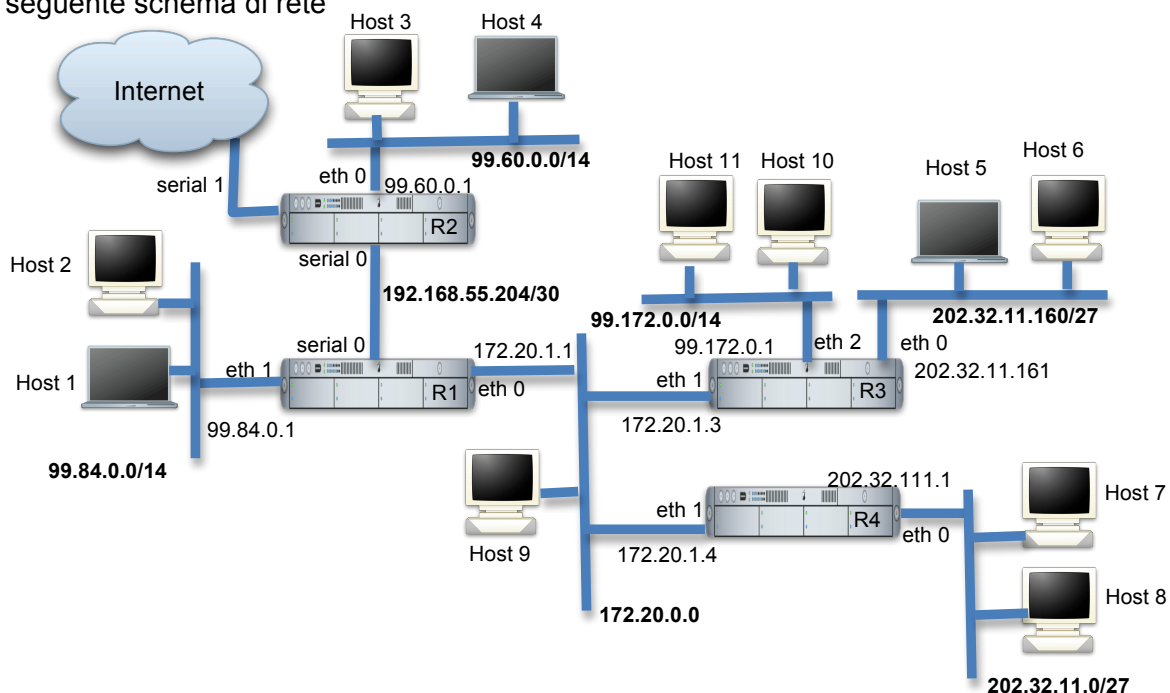 seguente schema di rete
Host 3
Host 4
Internet
99.60.0.0/14
serial 1
eth 0
99.60.0.1
R2
serial 0
Host 11
Host 10
Host 5
Host 6
Host 2
192.168.55.204/30
99.172.0.0/14
202.32.11.160/27
serial 0
172.20.1.1
99.172.0.1
eth 2
eth 0
Host 1
eth 1
R1
eth 0
eth 1
R3
202.32.11.161
99.84.0.1
172.20.1.3
99.84.0.0/14
202.32.111.1
Host 7
eth 1
R4
eth 0
Host 9
172.20.1.4
Host 8
172.20.0.0
202.32.11.0/27